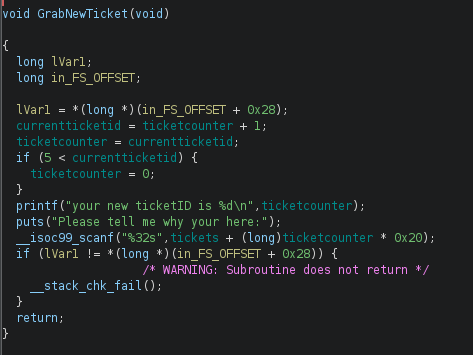 void GrabNewTicket(void)
{
long lVar1;
long in_FS_OFFSET;
lVar1 = *(long *)(in_FS_OFFSET + 0x28);
currentticketid = ticketcounter + 1;
ticketcounter = currentticketid;
if (5 < currentticketid) {
ticketcounter = 0;
}
printf("your new ticketID is %d\n",ticketcounter);
puts("Please tell me why your here:");
__isoc99_scanf("%32s",tickets + (long)ticketcounter * 0x20);
if (lVar1 != *(long *)(in_FS_OFFSET + 0x28)) {
/* WARNING: Subroutine does not return */
__stack_chk_fail();
}
return;
}